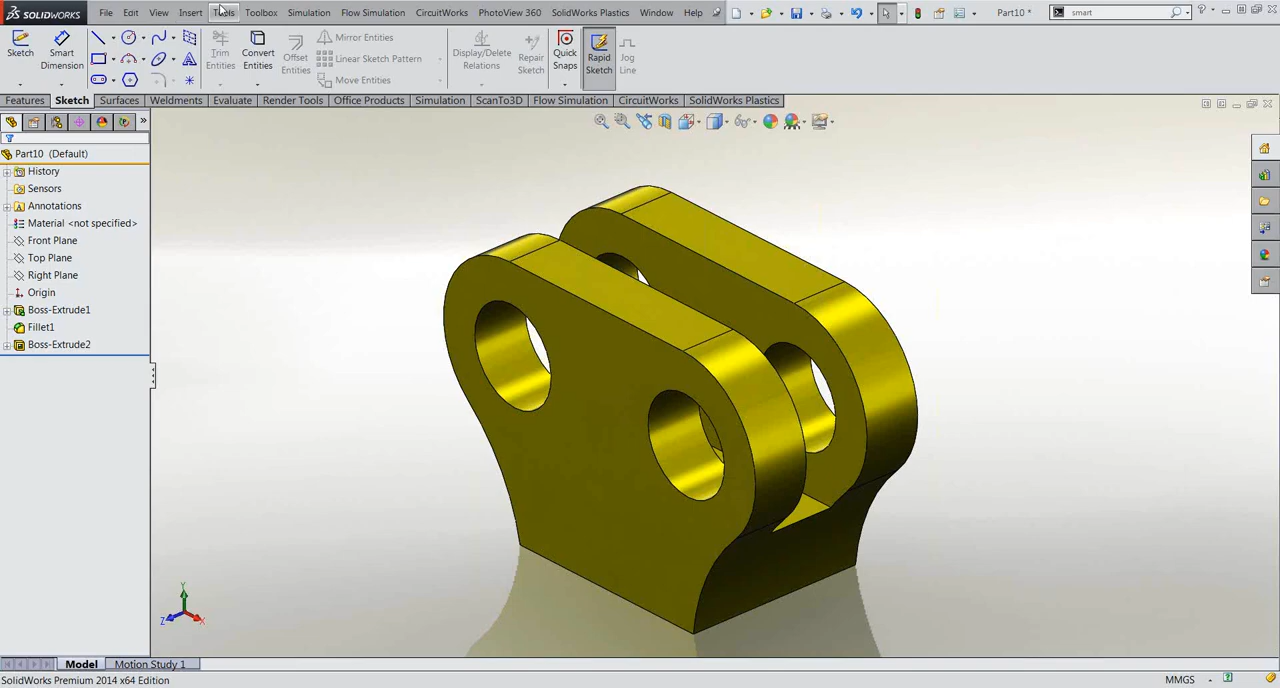 SOLIDWORKS File Edit View Insert Tools Toolbox Simulation Flow Simulation CircuitWorks PhotoView 360 SolidWorks Plastics Window Help Part10 * smart
Sketch Smart Dimension Trim Entities Convert Entities Offset Entities Mirror Entities Linear Sketch Pattern Move Entities Display/Delete Relations Repair Sketch Quick Snaps Rapid Sketch Jog Line
Features Sketch Surfaces Weldments Evaluate Render Tools Office Products Simulation ScanTo3D Flow Simulation CircuitWorks SolidWorks Plastics
Part10 (Default)
History
Sensors
Annotations
Material <not specified>
Front Plane
Top Plane
Right Plane
Origin
Boss-Extrude1
Fillet1
Boss-Extrude2
Y
Z X
Model Motion Study 1
SolidWorks Premium 2014 x64 Edition MMGS